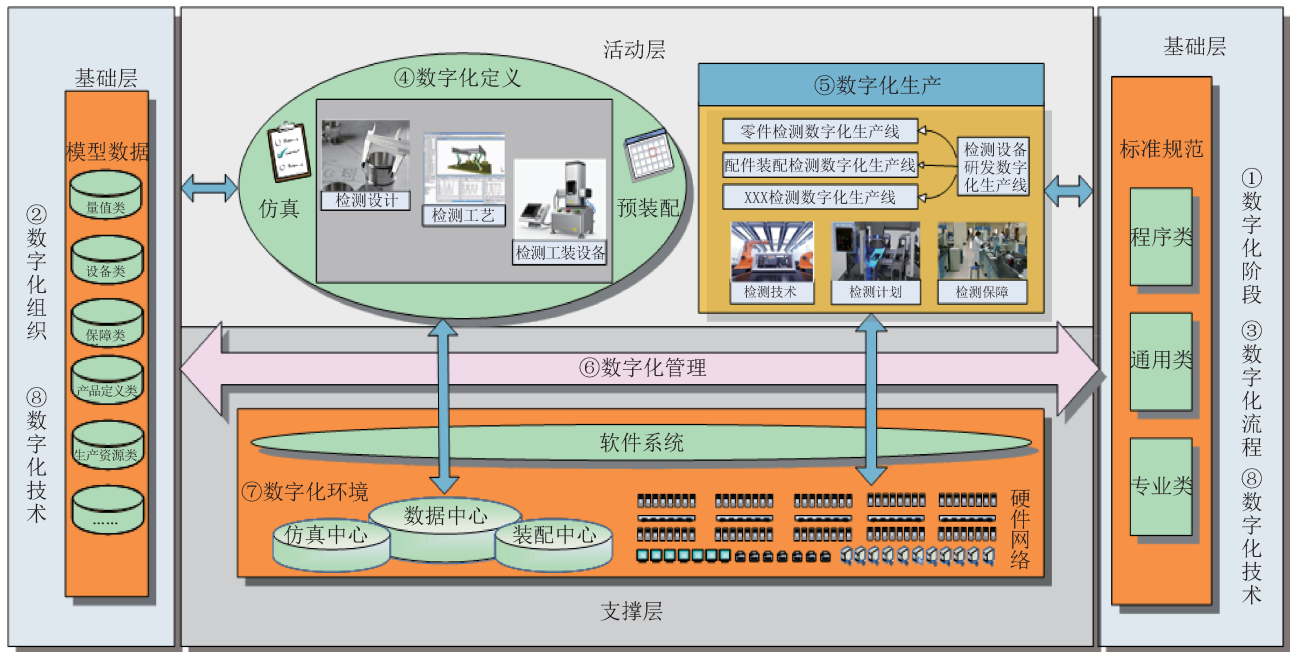 基础层
模型数据
量值类
设备类
保障类
产品定义类
生产资源类
……
②数字化组织
⑧数字化技术
活动层
④数字化定义
仿真
检测设计
检测工艺
检测工装设备
预装配
⑤数字化生产
零件检测数字化生产线
配件装配检测数字化生产线
XXX检测数字化生产线
检测设备
研发数字
化生产线
检测技术
检测计划
检测保障
⑥数字化管理
软件系统
⑦数字化环境
仿真中心
数据中心
装配中心
硬件网络
支撑层
基础层
标准规范
程序类
通用类
专业类
①数字化阶段
③数字化流程
⑧数字化技术